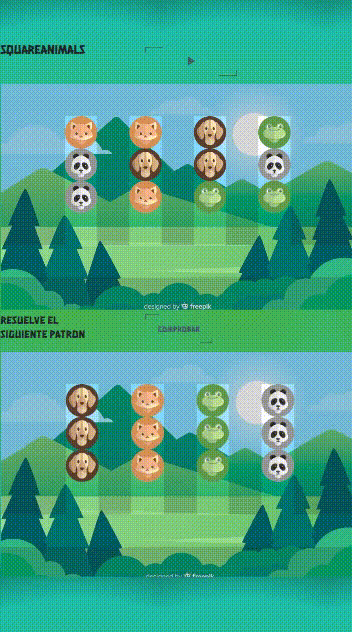 SQUAREANIMALS
designed by freepik
RESUELVE EL
SIGUIENTE PATRON
COMPROBAR
designed by freepik